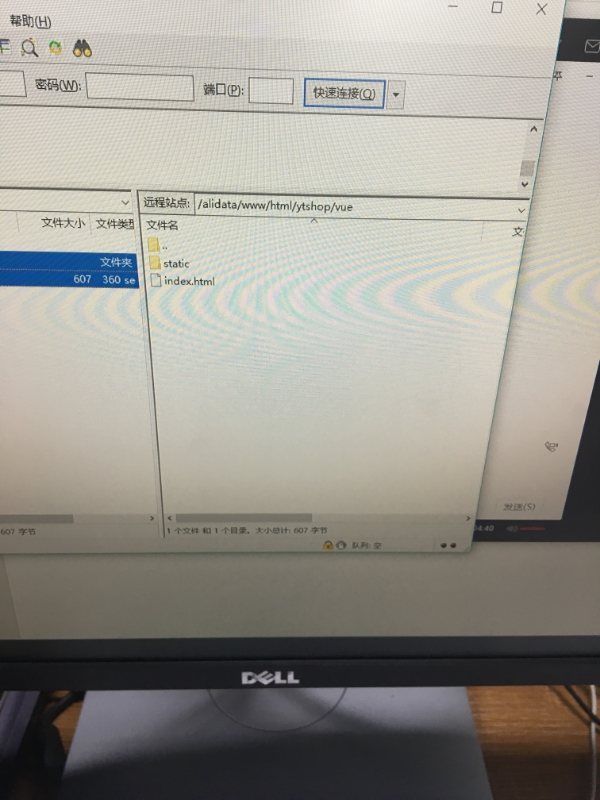 帮助(H)
密码(W): 端口(P): 快速连接(Q)
远程站点: /alidata/www/html/ytshop/vue
文件大小 文件类型 文件名 文
..
文件夹 static
607 360 se index.html
发送(S)
607 字节 1 个文件 和 1 个目录。大小总计: 607 字节
4:49
队列: 空
DELL